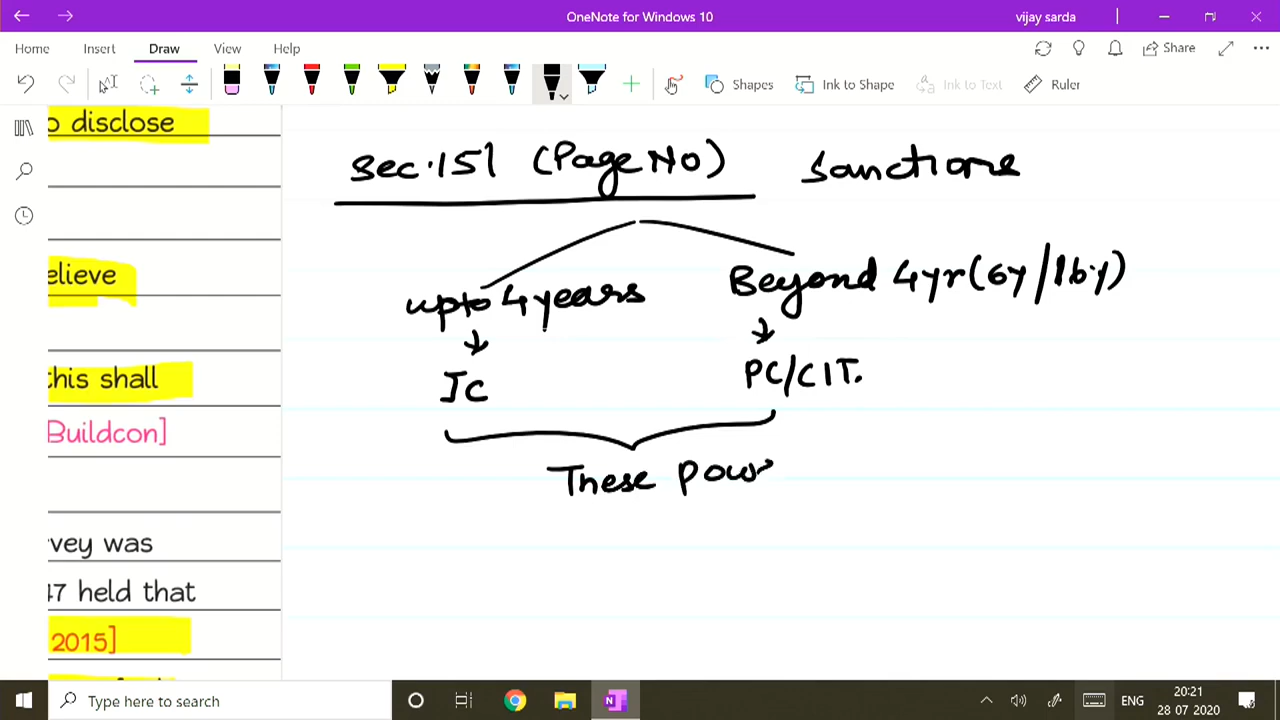 OneNote for Windows 10
vijay sarda
Home Insert Draw View Help
Share
Shapes Ink to Shape Ink to Text Ruler
o disclose
elieve
this shall
Buildcon]
vey was
47 held that
2015]
Sec.151 (Page No) Sanctions
upto 4 years Beyond 4yr (6y/16y)
JC PC/CIT.
These pow
Type here to search
ENG
20:21
28-07-2020